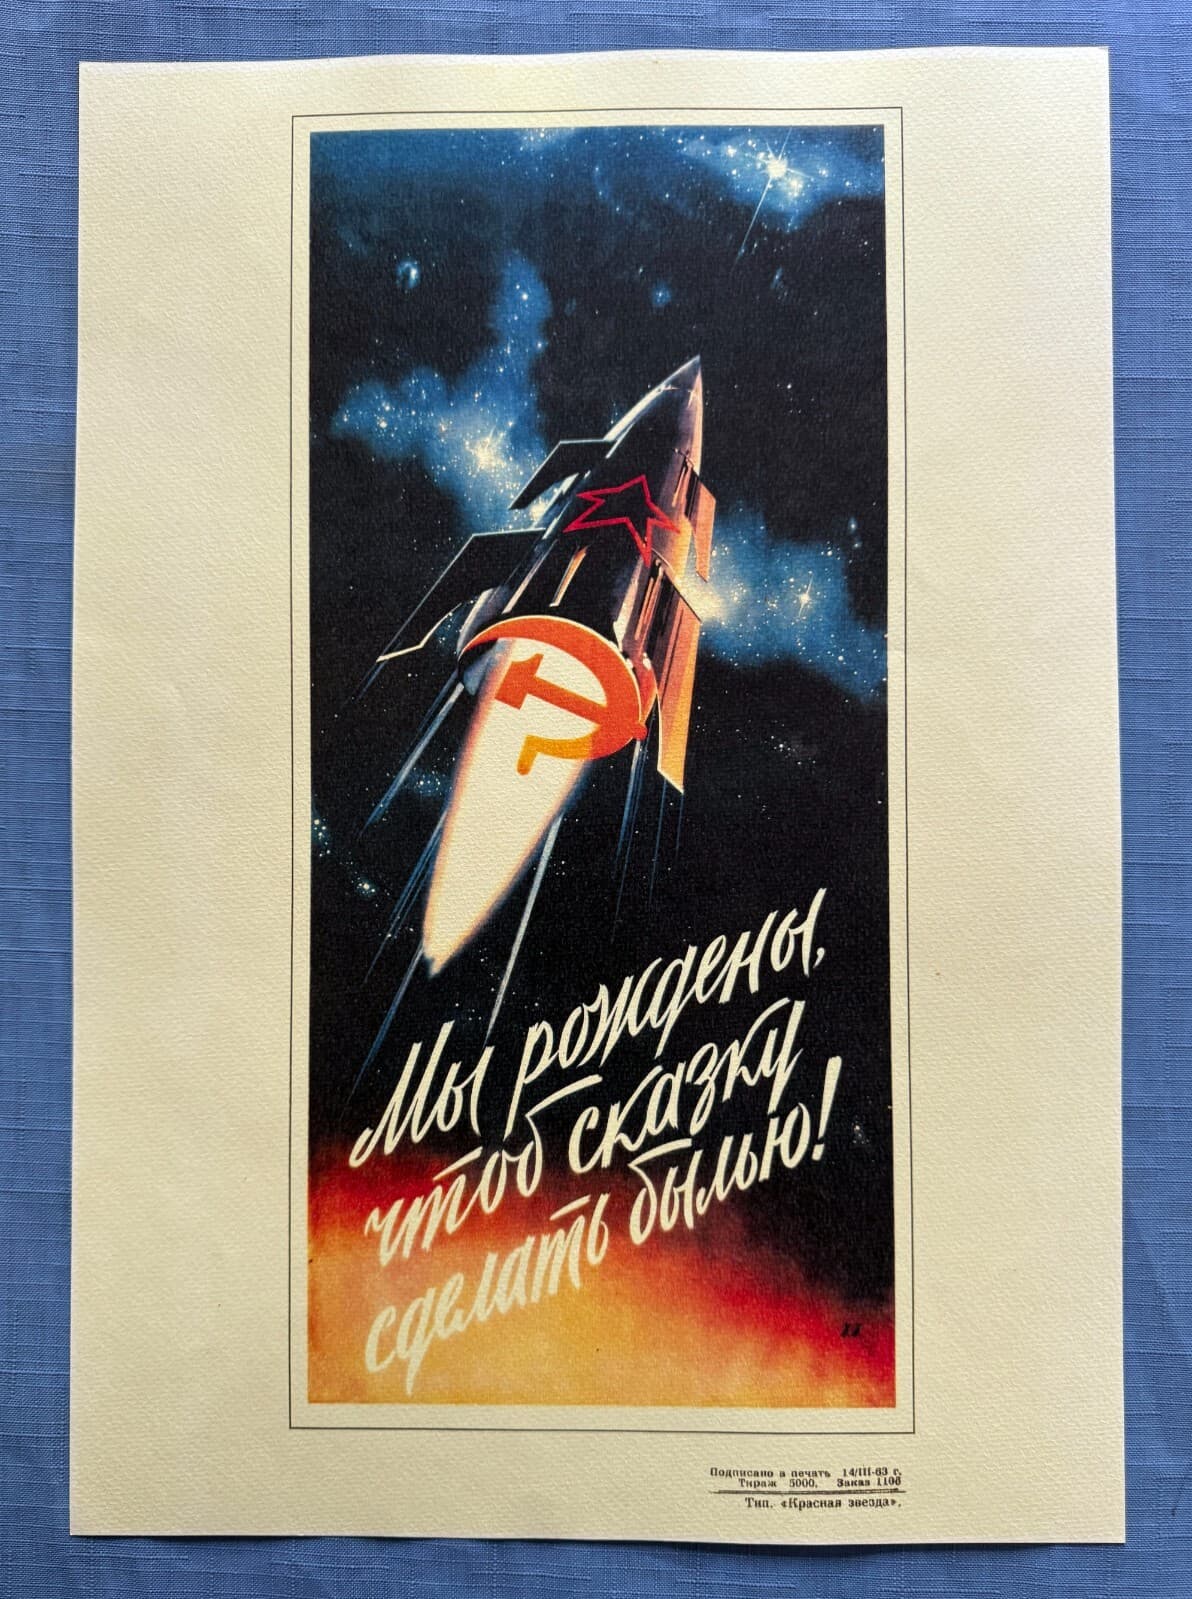 Мы рождены,
чтоб сказку
сделать былью!
Подписано в печать 14/III-63 г.
Тираж 5000. Заказ 1106
Тип. «Красная звезда».